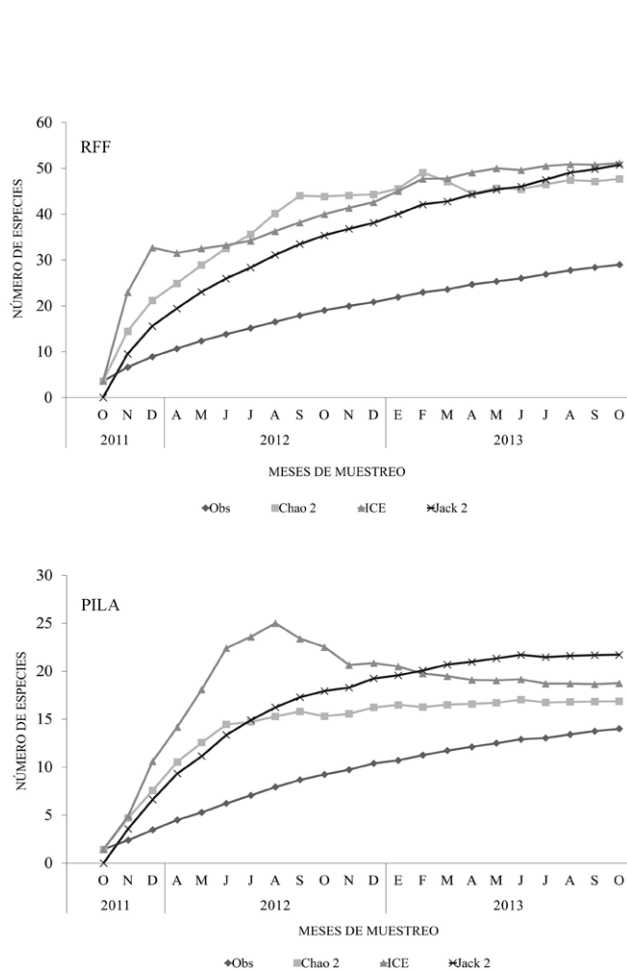 60
RFF
50
40
30
20
10
0
NÚMERO DE ESPECIES
O N D A M J J A S O N D E F M A M J J A S O
2011 2012 2013
MESES DE MUESTREO
Obs Chao 2 ICE Jack 2
30
PILA
25
20
15
10
5
0
NÚMERO DE ESPECIES
O N D A M J J A S O N D E F M A M J J A S O
2011 2012 2013
MESES DE MUESTREO
Obs Chao 2 ICE Jack 2